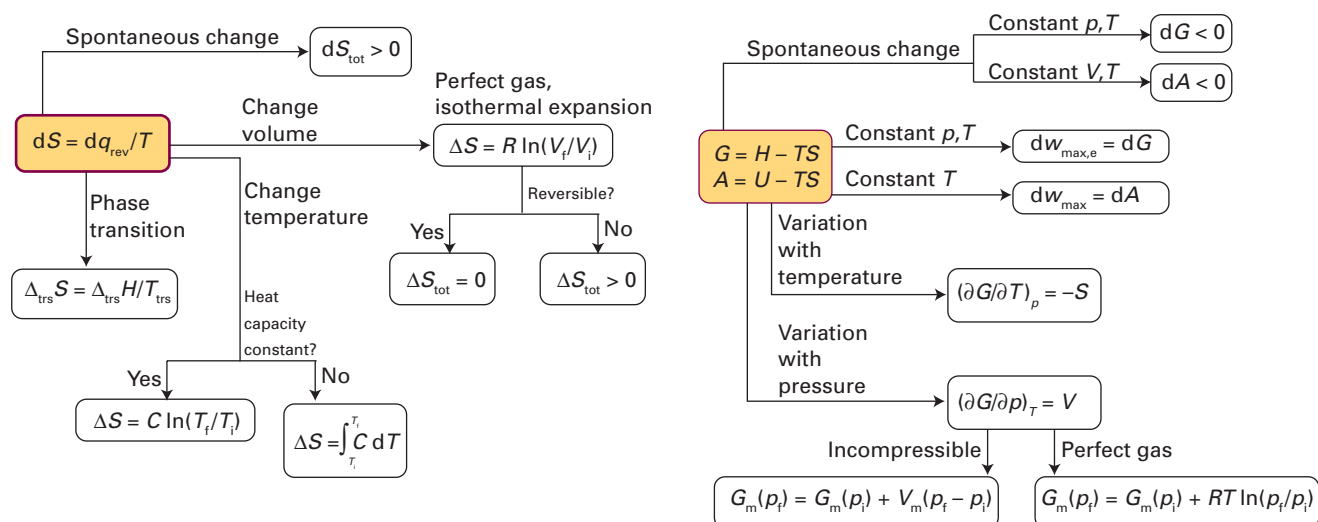 Spontaneous change
dS_tot > 0
dS = dq_rev/T
Change
volume
Perfect gas,
isothermal expansion
ΔS = R ln(V_f/V_i)
Reversible?
Yes
No
ΔS_tot = 0
ΔS_tot > 0
Phase
transition
Δ_trs S = Δ_trs H/T_trs
Change
temperature
Heat
capacity
constant?
Yes
No
ΔS = C ln(T_f/T_i)
ΔS = ∫_{T_i}^{T_f} C dT
Spontaneous change
Constant p,T
dG < 0
Constant V,T
dA < 0
G = H – TS
A = U – TS
Constant p,T
dw_max,e = dG
Constant T
dw_max = dA
Variation
with
temperature
(∂G/∂T)_p = –S
Variation
with
pressure
(∂G/∂p)_T = V
Incompressible
Perfect gas
G_m(p_f) = G_m(p_i) + V_m(p_f – p_i)
G_m(p_f) = G_m(p_i) + RT ln(p_f/p_i)